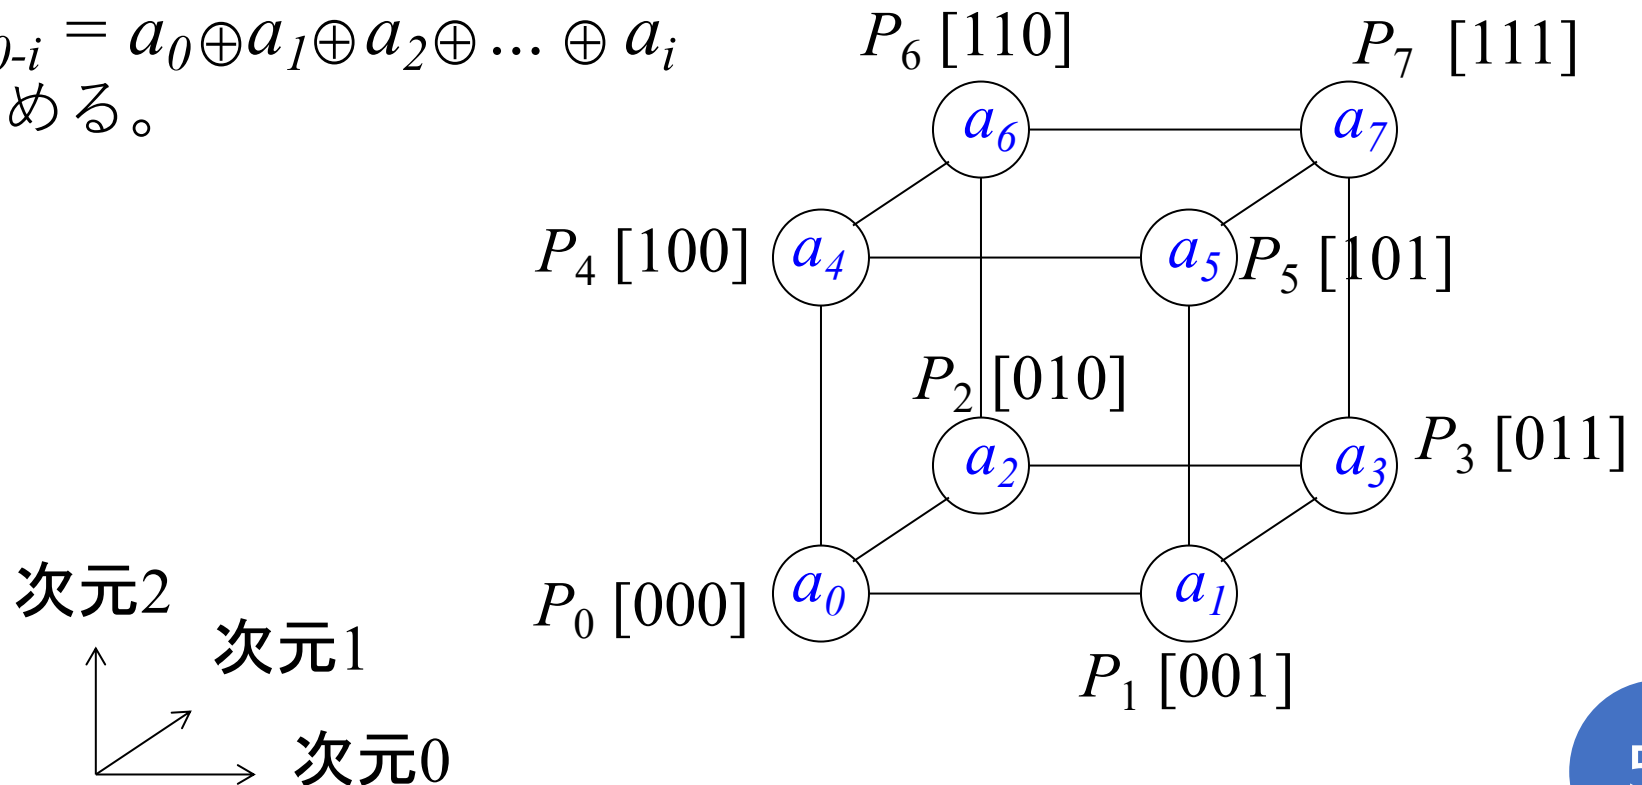 0-i = a0⊕a1⊕a2⊕... ⊕ ai
める。
P6 [110]
P7 [111]
a6
a7
P4 [100]
a4
a5
P5 [101]
P2 [010]
a2
a3
P3 [011]
次元2
次元1
次元0
P0 [000]
a0
a1
P1 [001]